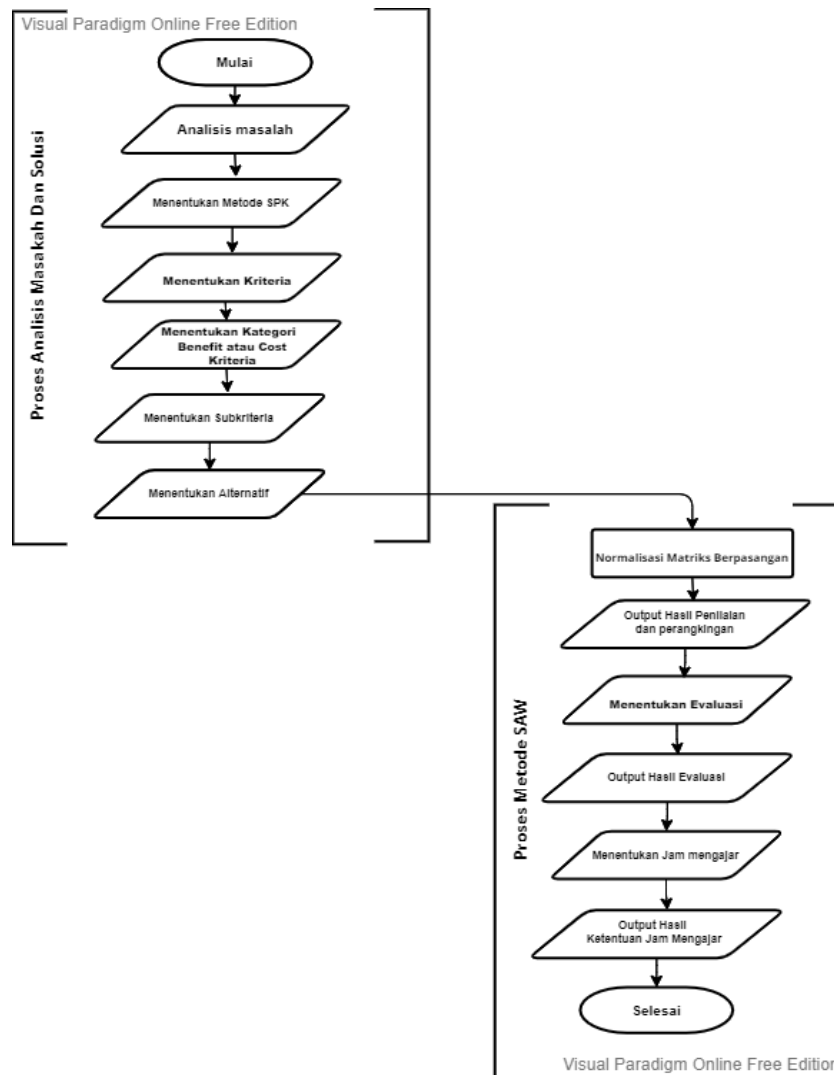 Visual Paradigm Online Free Edition
Proses Analisis Masakah Dan Solusi
Mulai
Analisis masalah
Menentukan Metode SPK
Menentukan Kriteria
Menentukan Kategori
Benefit atau Cost
Kriteria
Menentukan Subkriteria
Menentukan Alternatif
Proses Metode SAW
Normalisasi Matriks Berpasangan
Output Hasil Penilaian
dan perangkingan
Menentukan Evaluasi
Output Hasil Evaluasi
Menentukan Jam mengajar
Output Hasil
Ketentuan Jam Mengajar
Selesai
Visual Paradigm Online Free Edition